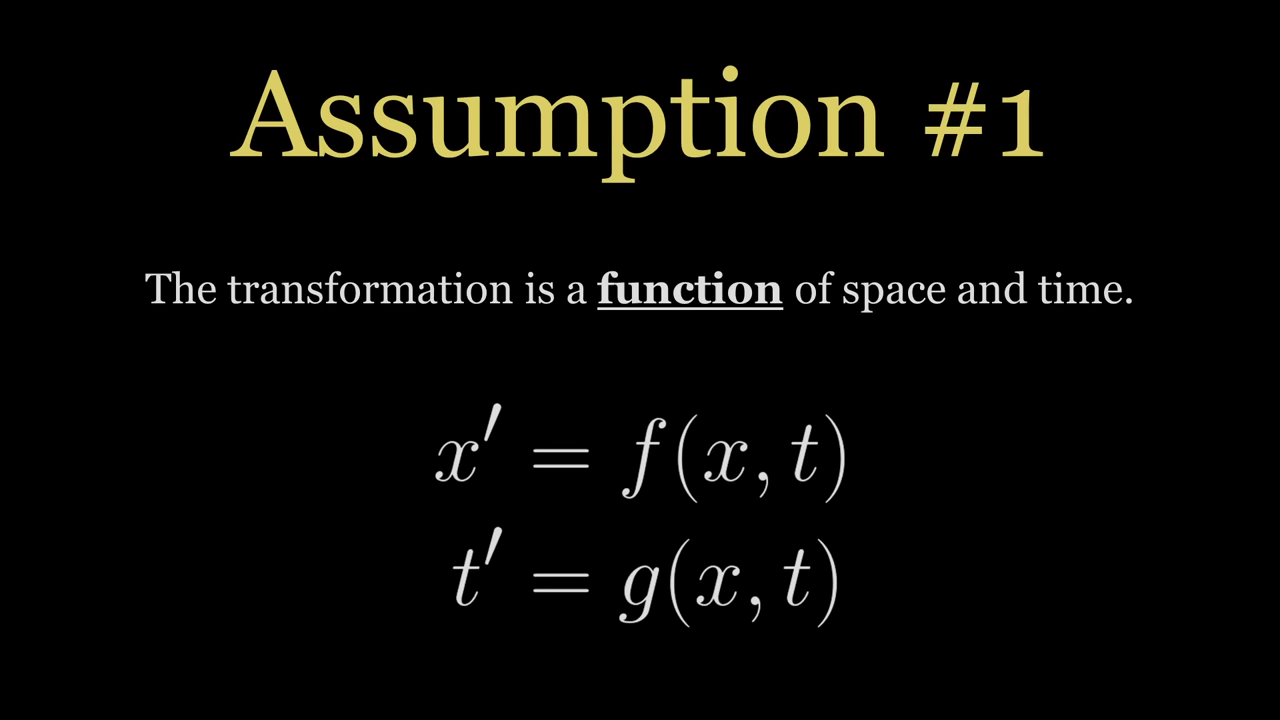 Assumption #1
The transformation is a function of space and time.
x′ = f(x, t)
t′ = g(x, t)